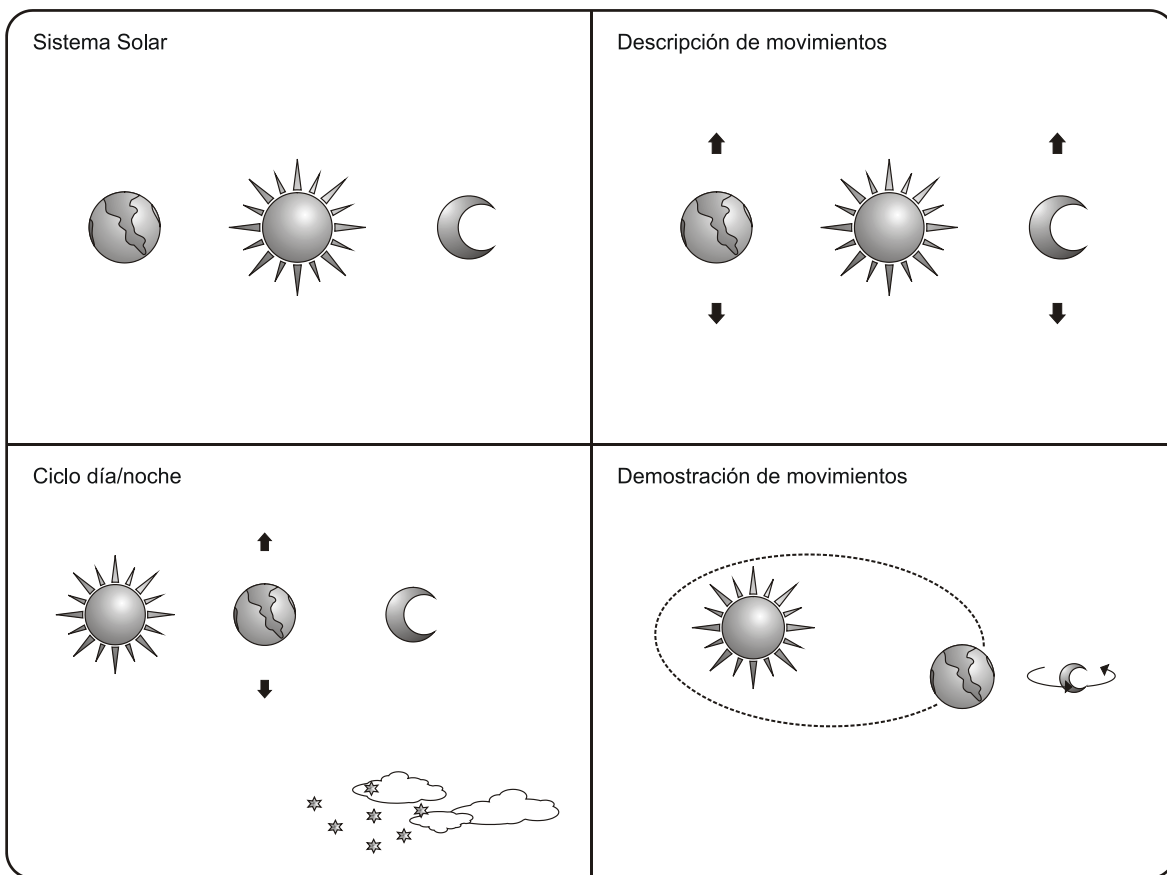 Sistema Solar
Descripción de movimientos
Ciclo día/noche
Demostración de movimientos